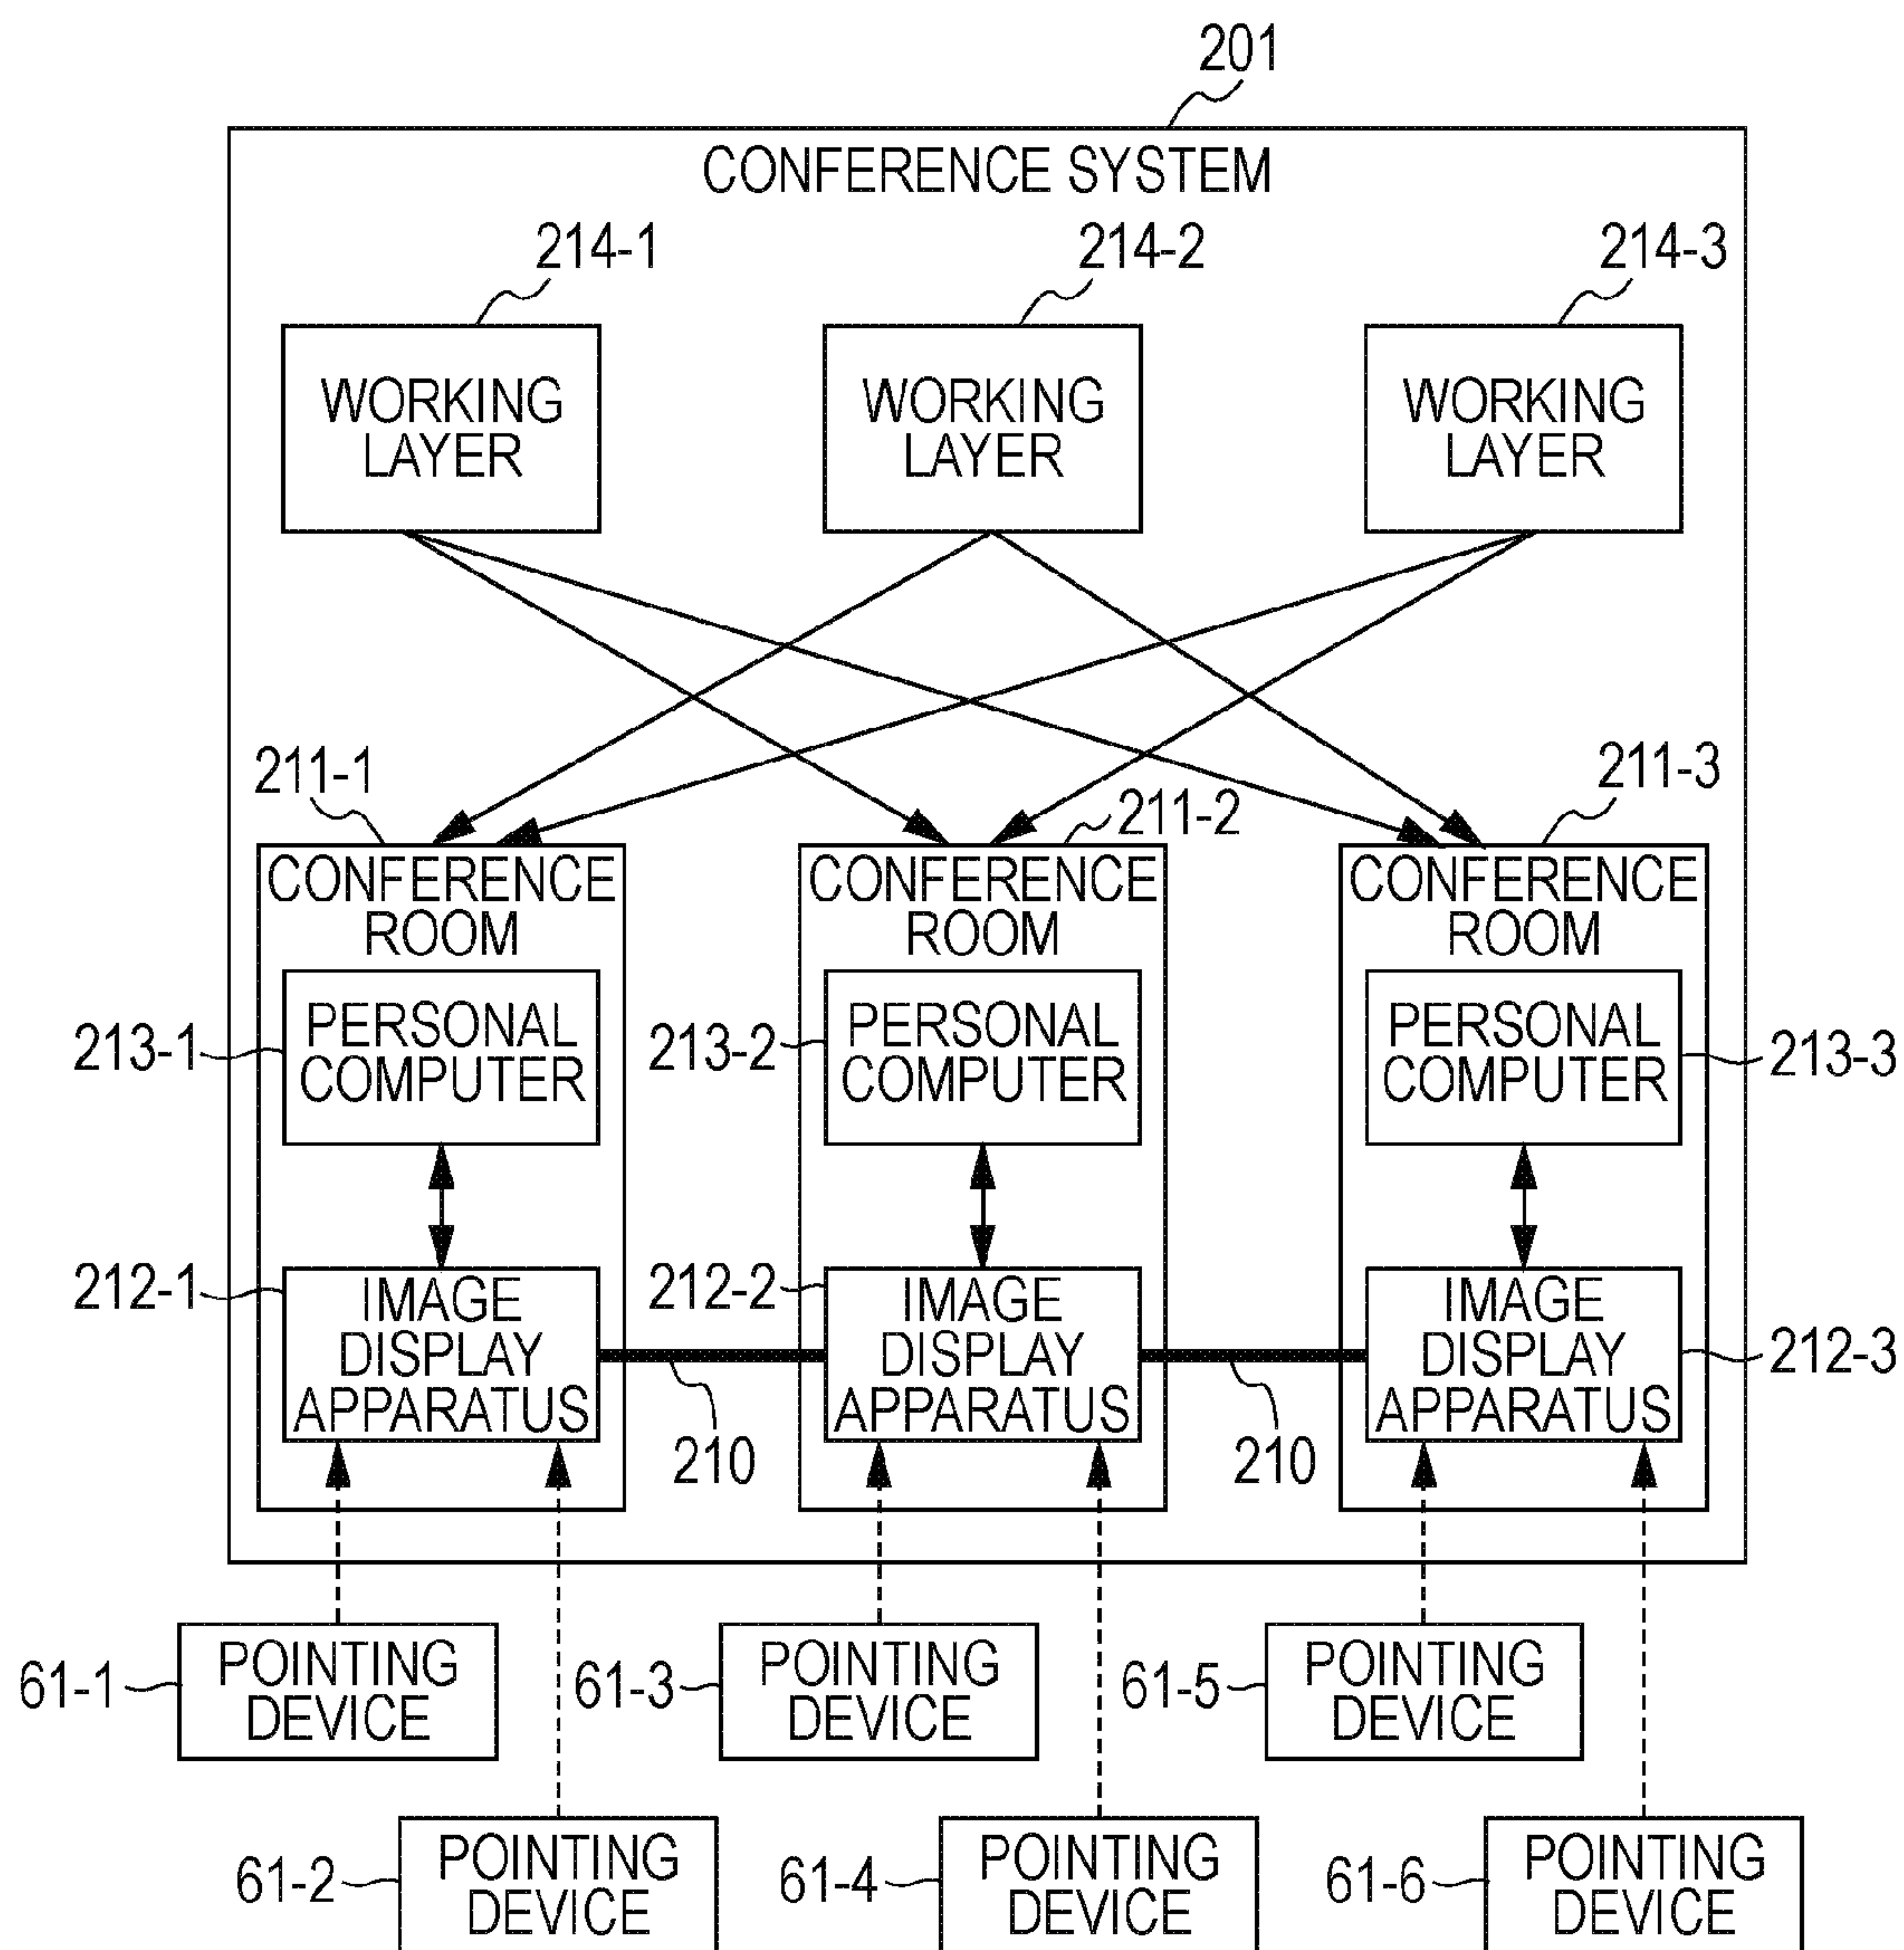 201
CONFERENCE SYSTEM
214-1
214-2
214-3
WORKING
LAYER
WORKING
LAYER
WORKING
LAYER
211-1
211-2
211-3
CONFERENCE
ROOM
CONFERENCE
ROOM
CONFERENCE
ROOM
213-1
PERSONAL
COMPUTER
213-2
PERSONAL
COMPUTER
PERSONAL
COMPUTER
213-3
212-1
IMAGE
DISPLAY
APPARATUS
212-2
IMAGE
DISPLAY
APPARATUS
IMAGE
DISPLAY
APPARATUS
212-3
210
210
61-1
POINTING
DEVICE
61-3
POINTING
DEVICE
61-5
POINTING
DEVICE
61-2
POINTING
DEVICE
61-4
POINTING
DEVICE
61-6
POINTING
DEVICE